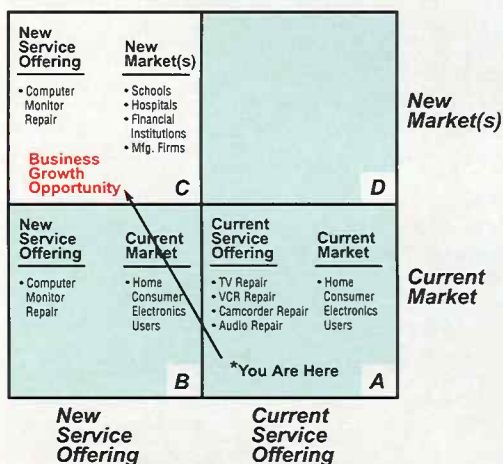 New
Service
Offering
• Computer
Monitor
Repair
New
Market(s)
• Schools
• Hospitals
• Financial
Institutions
• Mfg. Firms
Business
Growth
Opportunity
C
D
New
Market(s)
New
Service
Offering
• Computer
Monitor
Repair
Current
Market
• Home
Consumer
Electronics
Users
B
Current
Service
Offering
• TV Repair
• VCR Repair
• Camcorder Repair
• Audio Repair
Current
Market
• Home
Consumer
Electronics
Users
*You Are Here
A
Current
Market
New
Service
Offering
Current
Service
Offering